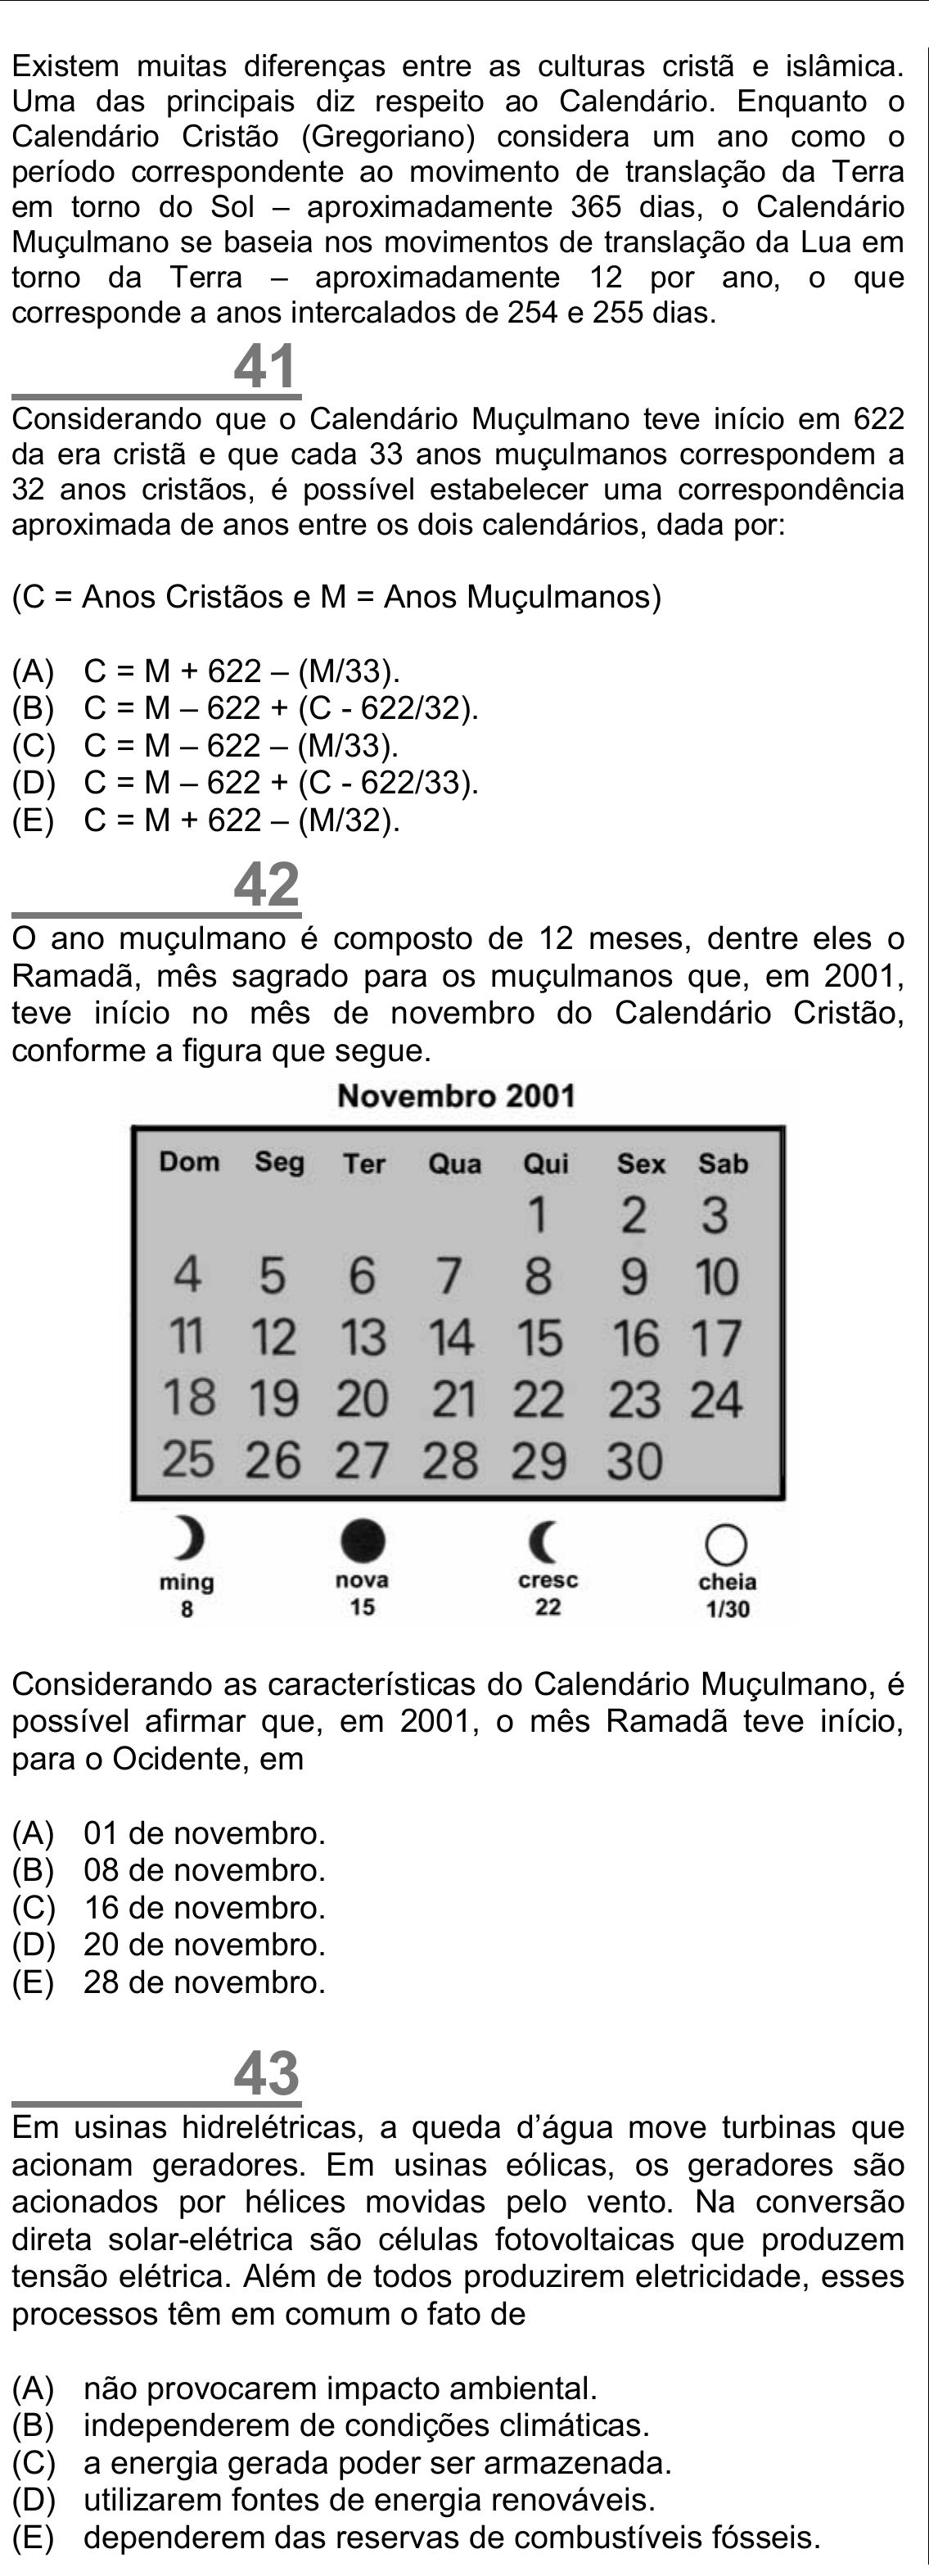 Existem muitas diferenças entre as culturas cristã e islâmica.
Uma das principais diz respeito ao Calendário. Enquanto o
Calendário Cristão (Gregoriano) considera um ano como o
período correspondente ao movimento de translação da Terra
em torno do Sol – aproximadamente 365 dias, o Calendário
Muçulmano se baseia nos movimentos de translação da Lua em
torno da Terra – aproximadamente 12 por ano, o que
corresponde a anos intercalados de 254 e 255 dias.
41
Considerando que o Calendário Muçulmano teve início em 622
da era cristã e que cada 33 anos muçulmanos correspondem a
32 anos cristãos, é possível estabelecer uma correspondência
aproximada de anos entre os dois calendários, dada por:
(C = Anos Cristãos e M = Anos Muçulmanos)
(A) C = M + 622 – (M/33).
(B) C = M – 622 + (C - 622/32).
(C) C = M – 622 – (M/33).
(D) C = M – 622 + (C - 622/33).
(E) C = M + 622 – (M/32).
42
O ano muçulmano é composto de 12 meses, dentre eles o
Ramadã, mês sagrado para os muçulmanos que, em 2001,
teve início no mês de novembro do Calendário Cristão,
conforme a figura que segue.
Novembro 2001
Dom Seg Ter Qua Qui Sex Sab
1 2 3
4 5 6 7 8 9 10
11 12 13 14 15 16 17
18 19 20 21 22 23 24
25 26 27 28 29 30
ming nova cresc cheia
8 15 22 1/30
Considerando as características do Calendário Muçulmano, é
possível afirmar que, em 2001, o mês Ramadã teve início,
para o Ocidente, em
(A) 01 de novembro.
(B) 08 de novembro.
(C) 16 de novembro.
(D) 20 de novembro.
(E) 28 de novembro.
43
Em usinas hidrelétricas, a queda d’água move turbinas que
acionam geradores. Em usinas eólicas, os geradores são
acionados por hélices movidas pelo vento. Na conversão
direta solar-elétrica são células fotovoltaicas que produzem
tensão elétrica. Além de todos produzirem eletricidade, esses
processos têm em comum o fato de
(A) não provocarem impacto ambiental.
(B) independerem de condições climáticas.
(C) a energia gerada poder ser armazenada.
(D) utilizarem fontes de energia renováveis.
(E) dependerem das reservas de combustíveis fósseis.